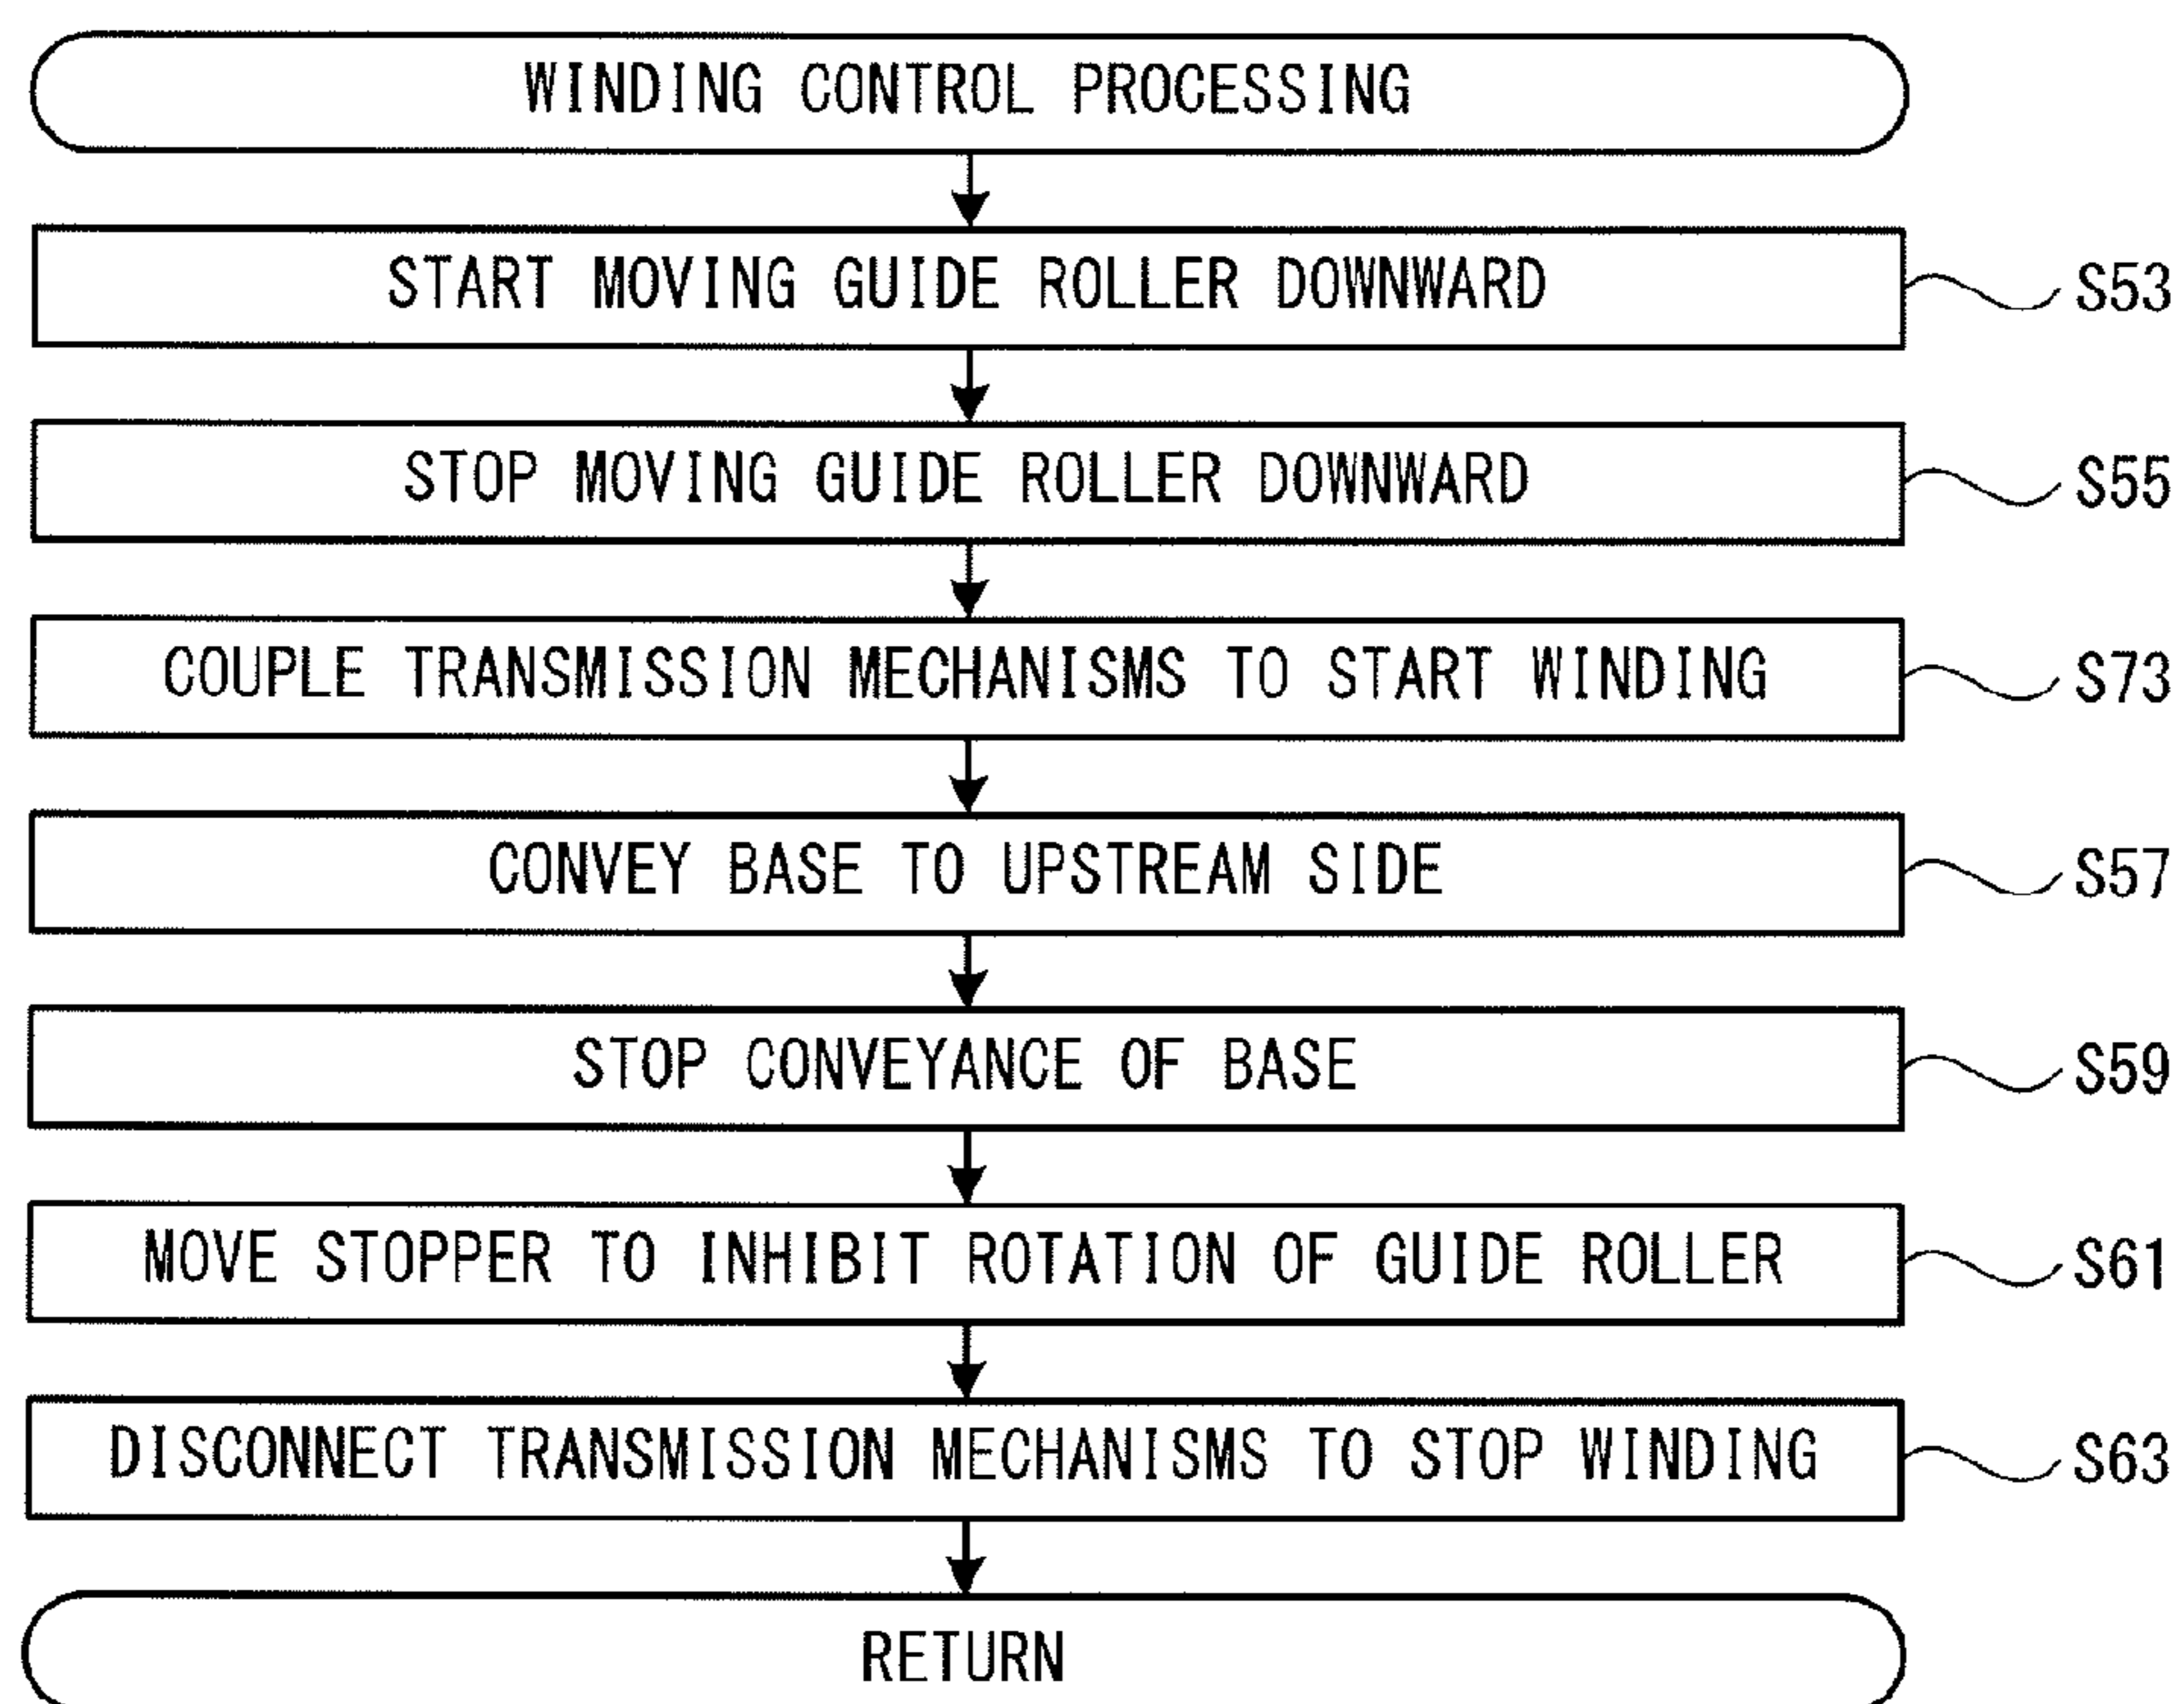 WINDING CONTROL PROCESSING
START MOVING GUIDE ROLLER DOWNWARD S53
STOP MOVING GUIDE ROLLER DOWNWARD S55
COUPLE TRANSMISSION MECHANISMS TO START WINDING S73
CONVEY BASE TO UPSTREAM SIDE S57
STOP CONVEYANCE OF BASE S59
MOVE STOPPER TO INHIBIT ROTATION OF GUIDE ROLLER S61
DISCONNECT TRANSMISSION MECHANISMS TO STOP WINDING S63
RETURN